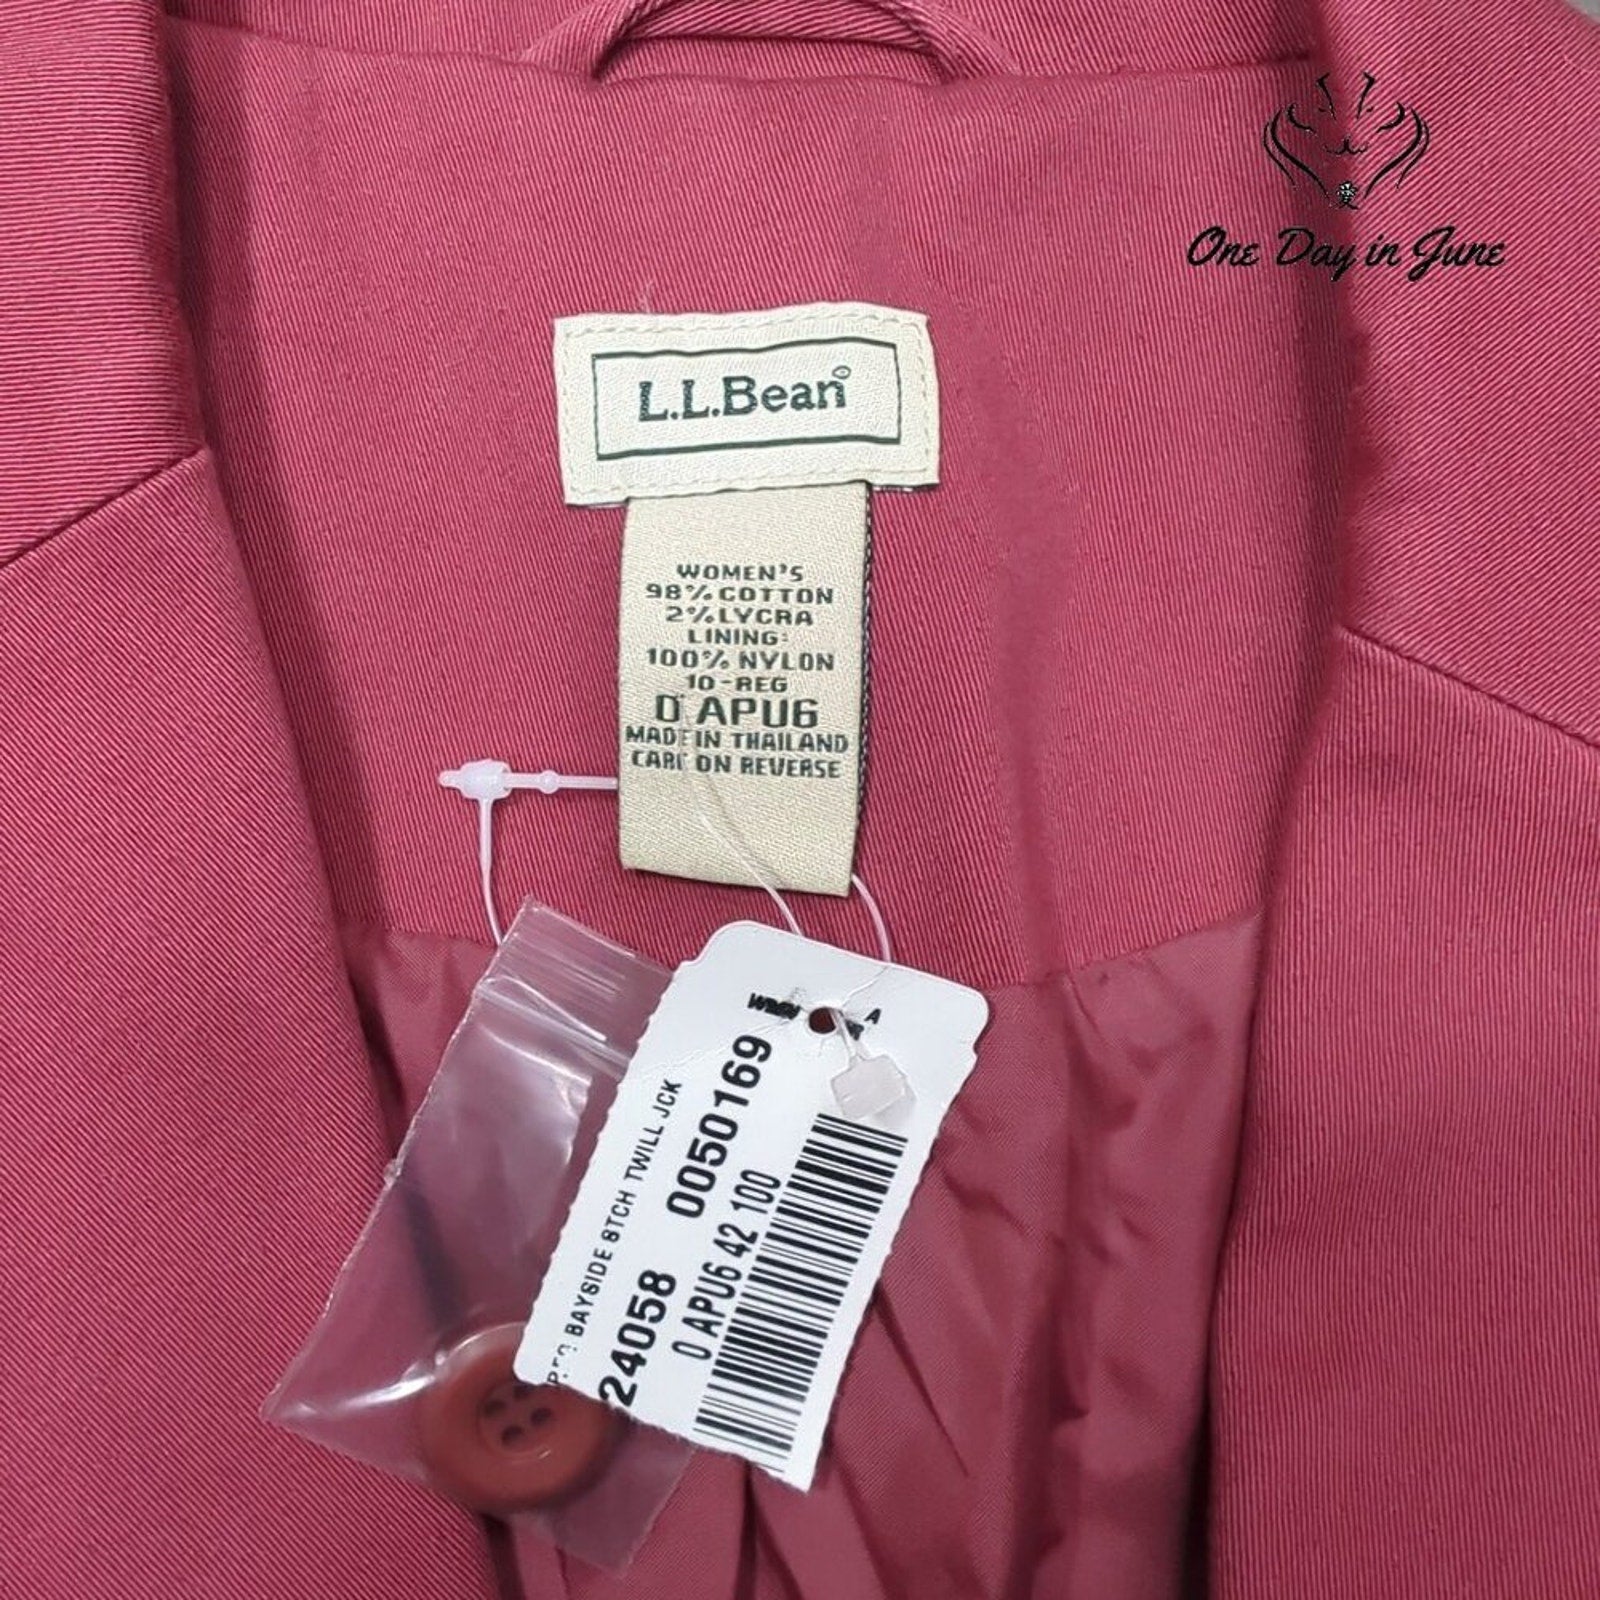 愛
One Day in June
L.L.Bean®
WOMEN'S
98% COTTON
2% LYCRA
LINING:
100% NYLON
10-REG
0 APU6
MADE IN THAILAND
CARE ON REVERSE
A
BAYSIDE STCH TWILL JCK
24058 0050169
0 APU6 42 100